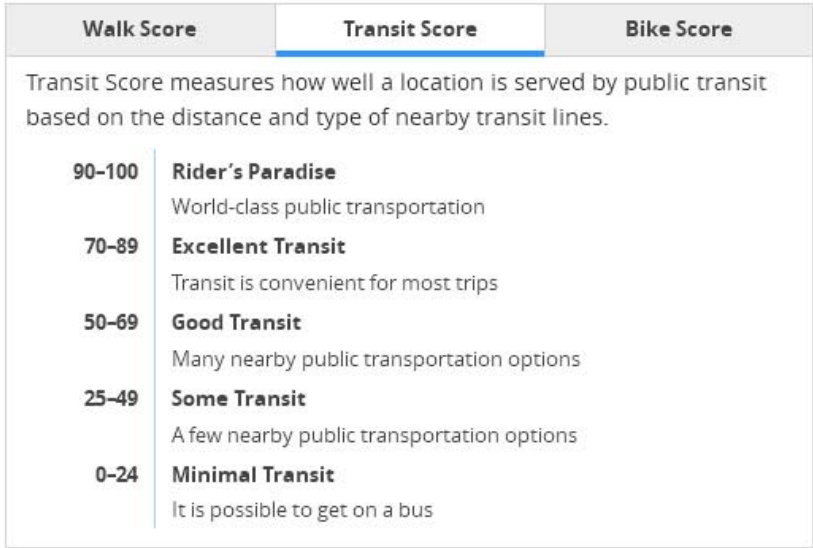 Walk Score Transit Score Bike Score
Transit Score measures how well a location is served by public transit
based on the distance and type of nearby transit lines.
90–100 Rider's Paradise
World-class public transportation
70–89 Excellent Transit
Transit is convenient for most trips
50–69 Good Transit
Many nearby public transportation options
25–49 Some Transit
A few nearby public transportation options
0–24 Minimal Transit
It is possible to get on a bus